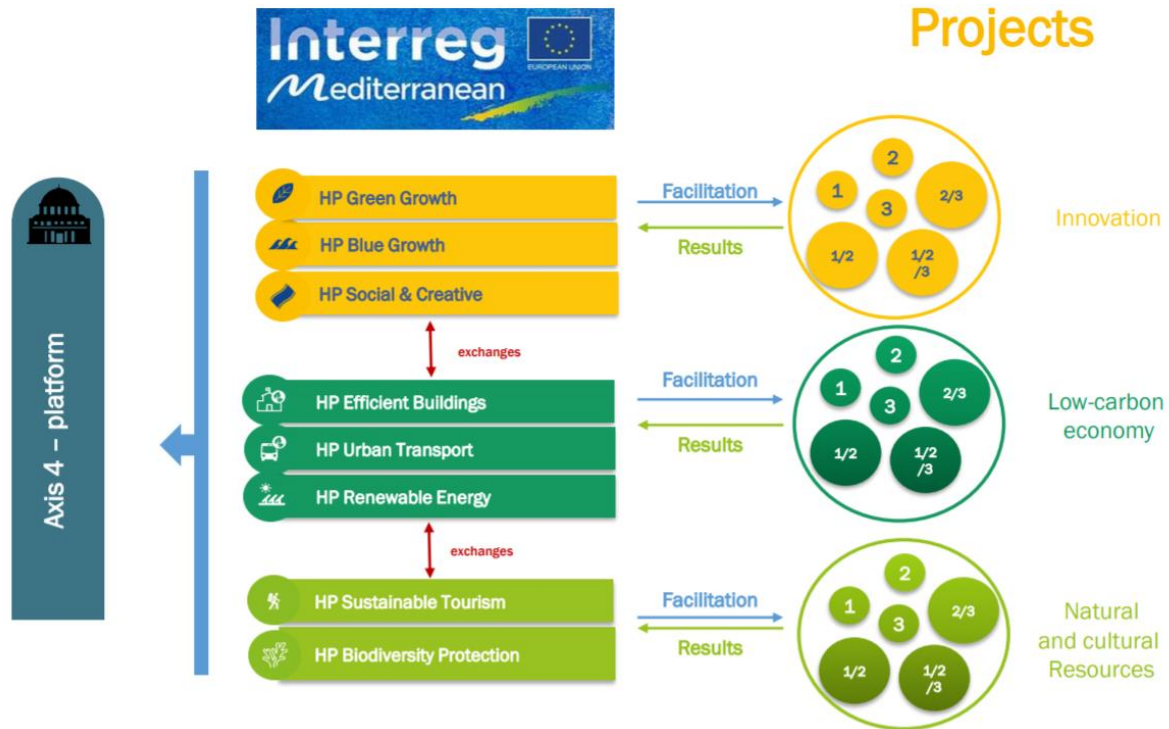 Interreg
EUROPEAN UNION
Mediterranean
Projects
Axis 4 – platform
HP Green Growth
HP Blue Growth
HP Social & Creative
Facilitation
Results
2
1
3
2/3
1/2
1/2
/3
Innovation
exchanges
HP Efficient Buildings
HP Urban Transport
HP Renewable Energy
Facilitation
Results
2
1
3
2/3
1/2
1/2
/3
Low-carbon
economy
exchanges
HP Sustainable Tourism
HP Biodiversity Protection
Facilitation
Results
2
1
3
2/3
1/2
1/2
/3
Natural
and cultural
Resources